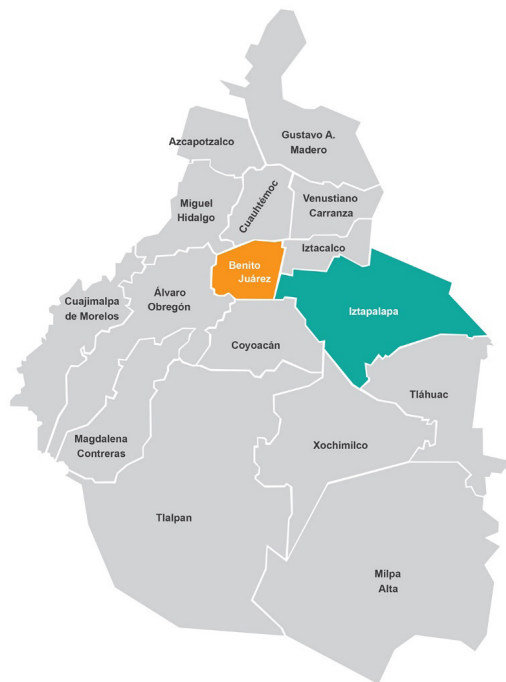 Gustavo A.
Madero
Azcapotzalco
Miguel
Hidalgo
Cuauhtémoc
Venustiano
Carranza
Iztacalco
Benito
Juárez
Cuajimalpa
de Morelos
Álvaro
Obregón
Iztapalapa
Coyoacán
Tláhuac
Magdalena
Contreras
Xochimilco
Tlalpan
Milpa
Alta